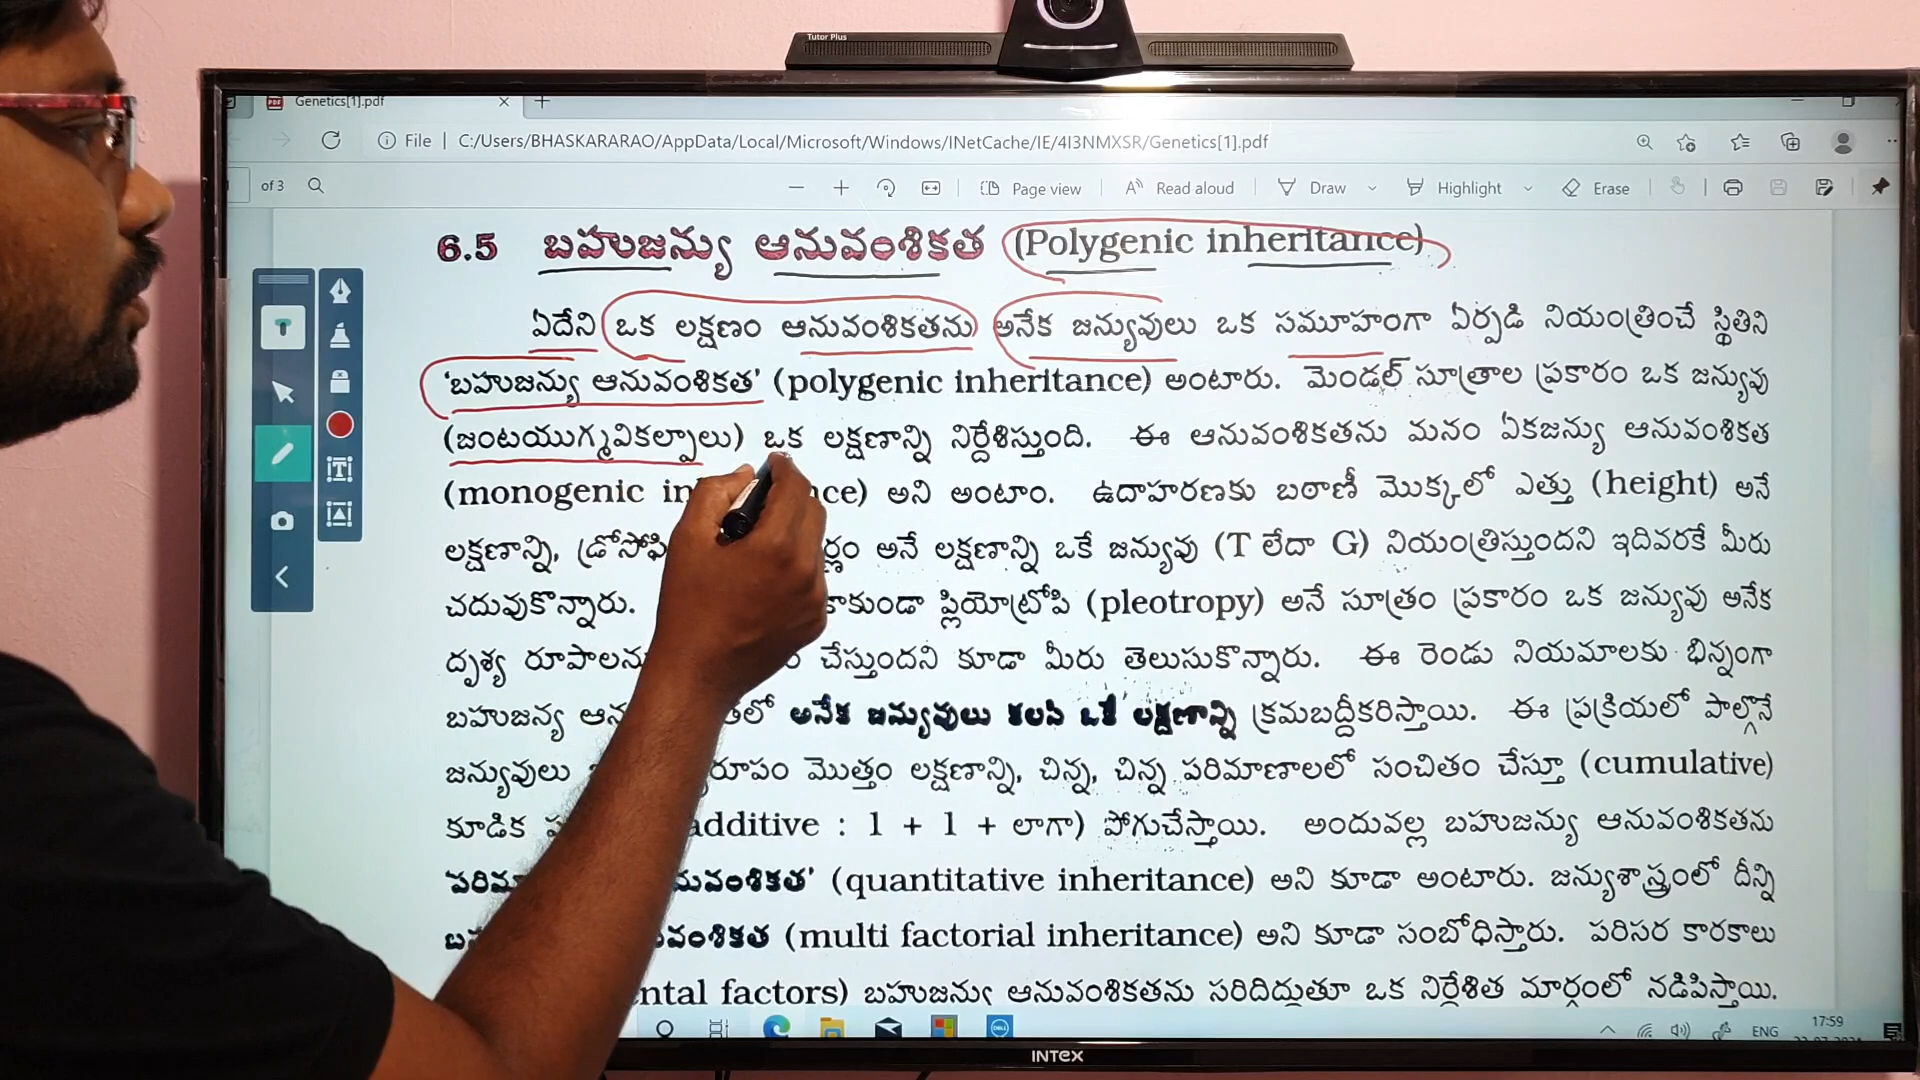 Tutor Plus
Genetics[1].pdf
File | C:/Users/BHASKARARAO/AppData/Local/Microsoft/Windows/INetCache/IE/4I3NMXSR/Genetics[1].pdf
of 3 Page view Read aloud Draw Highlight Erase
6.5 బహుజన్యు ఆనువంశికత (Polygenic inheritance)
ఏదేని ఒక లక్షణం ఆనువంశికతను అనేక జన్యువులు ఒక సమూహంగా ఏర్పడి నియంత్రించే స్థితిని
'బహుజన్యు ఆనువంశికత' (polygenic inheritance) అంటారు. మెండల్ సూత్రాల ప్రకారం ఒక జన్యువు
(జంటయుగ్మవికల్పాలు) ఒక లక్షణాన్ని నిర్దేశిస్తుంది. ఈ ఆనువంశికతను మనం ఏకజన్యు ఆనువంశికత
(monogenic in nce) అని అంటాం. ఉదాహరణకు బఠాణీ మొక్కలో ఎత్తు (height) అనే
లక్షణాన్ని, డ్రోసోఫి ర్ణం అనే లక్షణాన్ని ఒకే జన్యువు (T లేదా G) నియంత్రిస్తుందని ఇదివరకే మీరు
చదువుకొన్నారు. కాకుండా ప్లియోట్రోపి (pleotropy) అనే సూత్రం ప్రకారం ఒక జన్యువు అనేక
దృశ్య రూపాలను చేస్తుందని కూడా మీరు తెలుసుకొన్నారు. ఈ రెండు నియమాలకు భిన్నంగా
బహుజన్య ఆను తలో అనేక జన్యువులు కలసి ఒకే లక్షణాన్ని క్రమబద్దీకరిస్తాయి. ఈ ప్రక్రియలో పాల్గొనే
జన్యువులు రూపం మొత్తం లక్షణాన్ని, చిన్న, చిన్న పరిమాణాలలో సంచితం చేస్తూ (cumulative)
కూడిక additive : 1 + 1 + లాగా) పోగుచేస్తాయి. అందువల్ల బహుజన్యు ఆనువంశికతను
'పరిమా నువంశికత' (quantitative inheritance) అని కూడా అంటారు. జన్యుశాస్త్రంలో దీన్ని
వంశికత (multi factorial inheritance) అని కూడా సంబోధిస్తారు. పరిసర కారకాలు
ntal factors) బహుజన్యు ఆనువంశికతను సరిదిద్దుతూ ఒక నిర్దేశిత మార్గంలో నడిపిస్తాయి.
ENG 17:59
DELL
INTEX